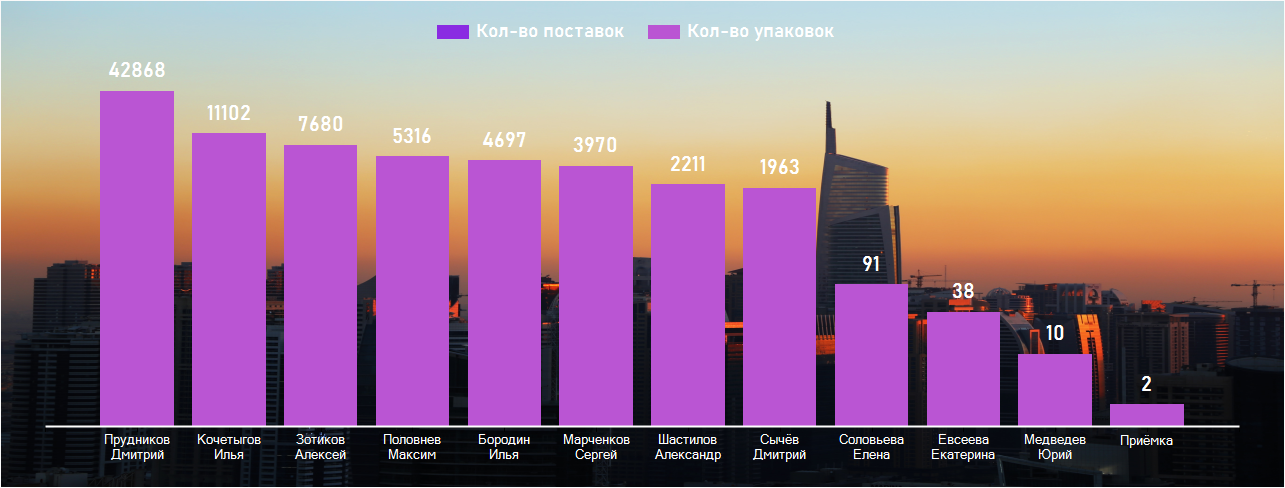 Кол-во поставок Кол-во упаковок
42868
11102
7680
5316
4697
3970
2211
1963
91
38
10
2
Прудников
Дмитрий
Кочетыгов
Илья
Зотиков
Алексей
Половнев
Максим
Бородин
Илья
Марченков
Сергей
Шастилов
Александр
Сычёв
Дмитрий
Соловьева
Елена
Евсеева
Екатерина
Медведев
Юрий
Приёмка